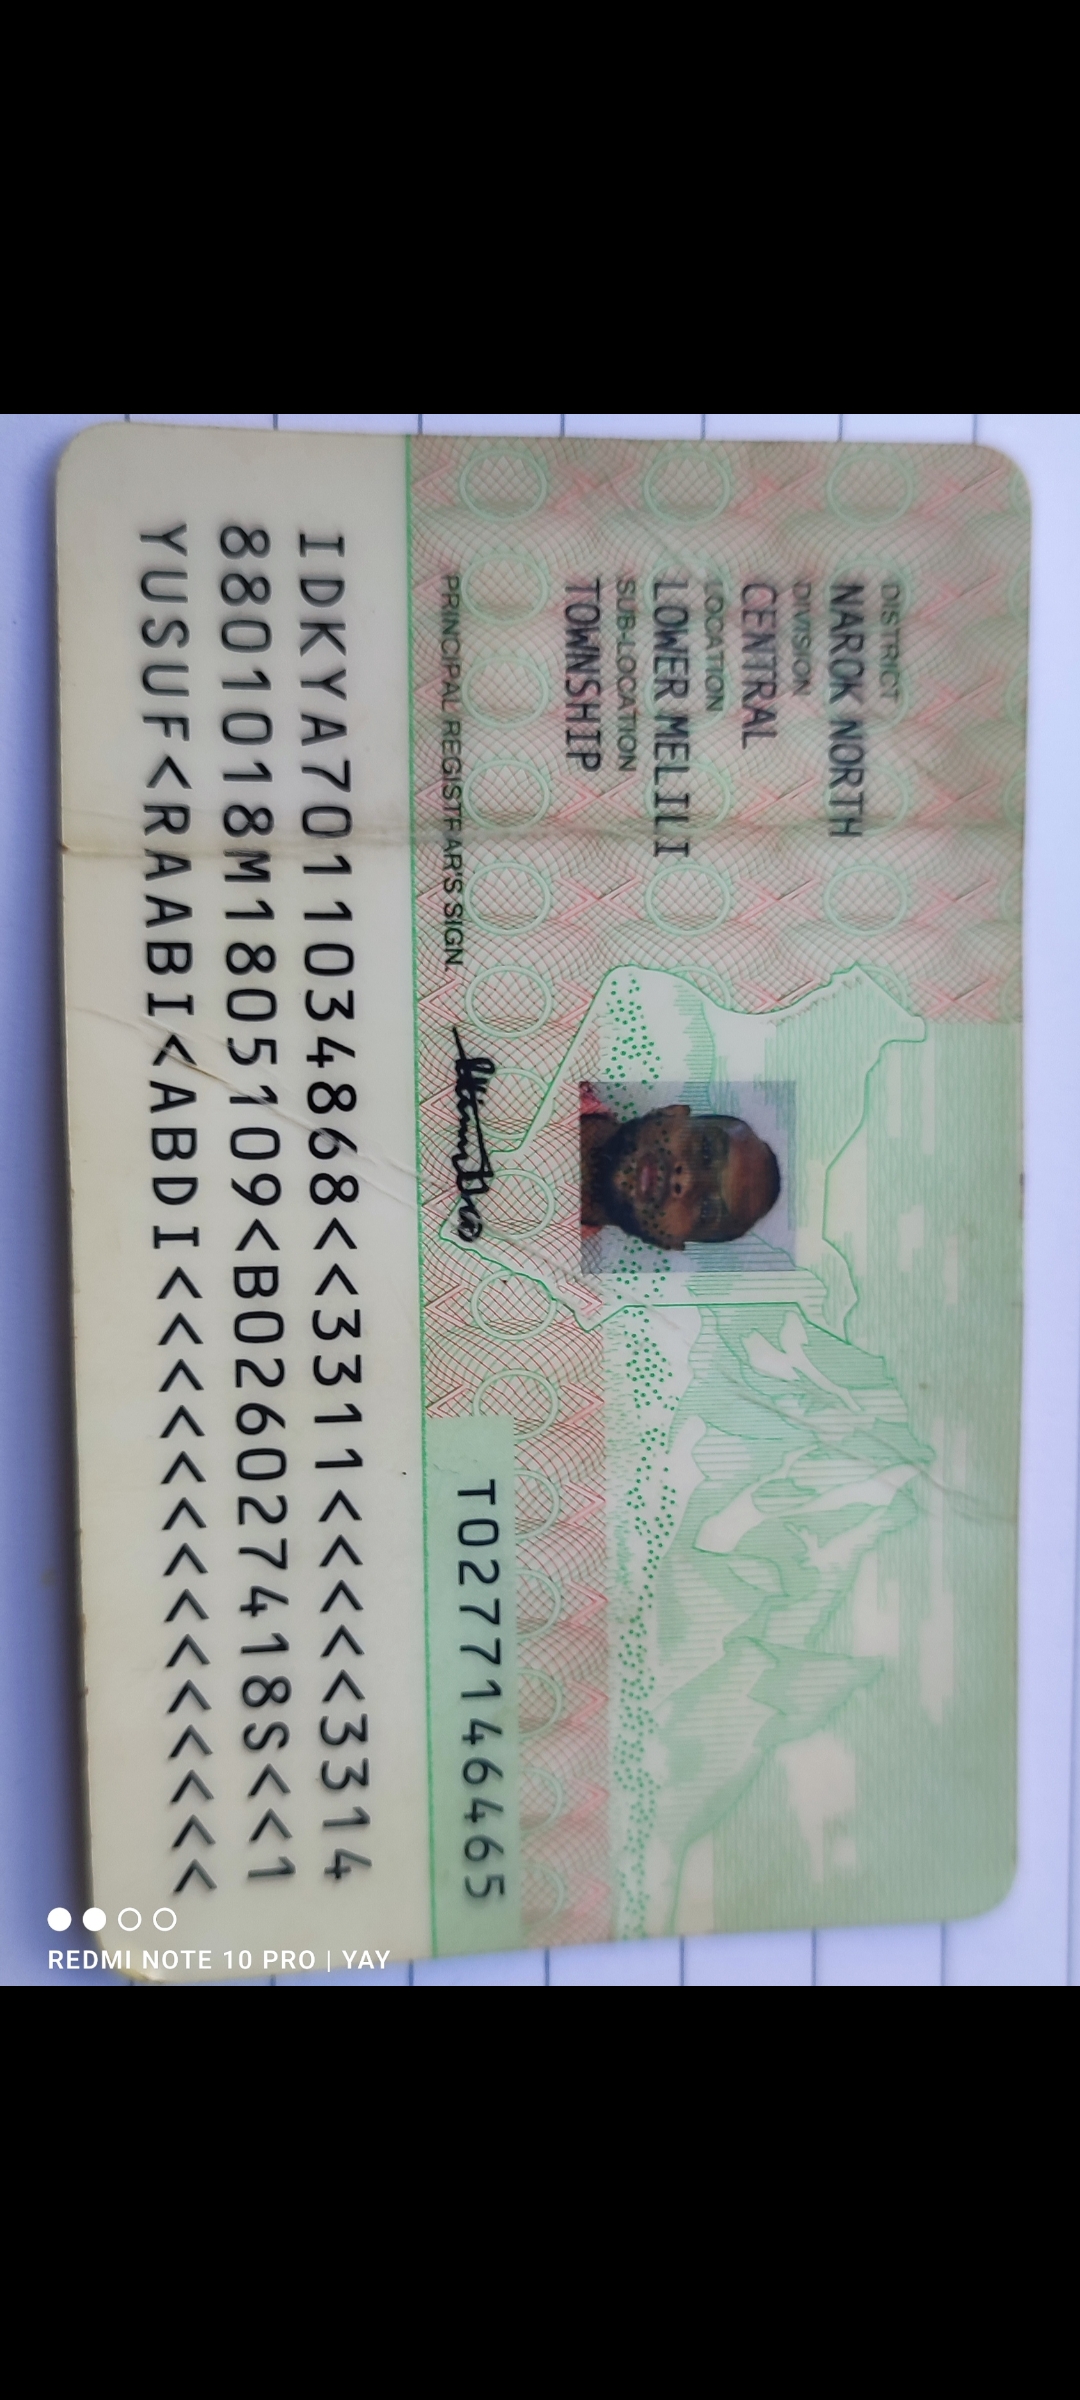 DISTRICT
NAROK NORTH
DIVISION
CENTRAL
LOCATION
LOWER MELILI
SUB-LOCATION
TOWNSHIP
PRINCIPAL REGISTRAR'S SIGN.
T0277146465
IDKYA7011034868<<3311<<<<<3314
8801018M1805109<B026027418S<<1
YUSUF<RAABI<ABDI<<<<<<<<<<<<<<
REDMI NOTE 10 PRO | YAY